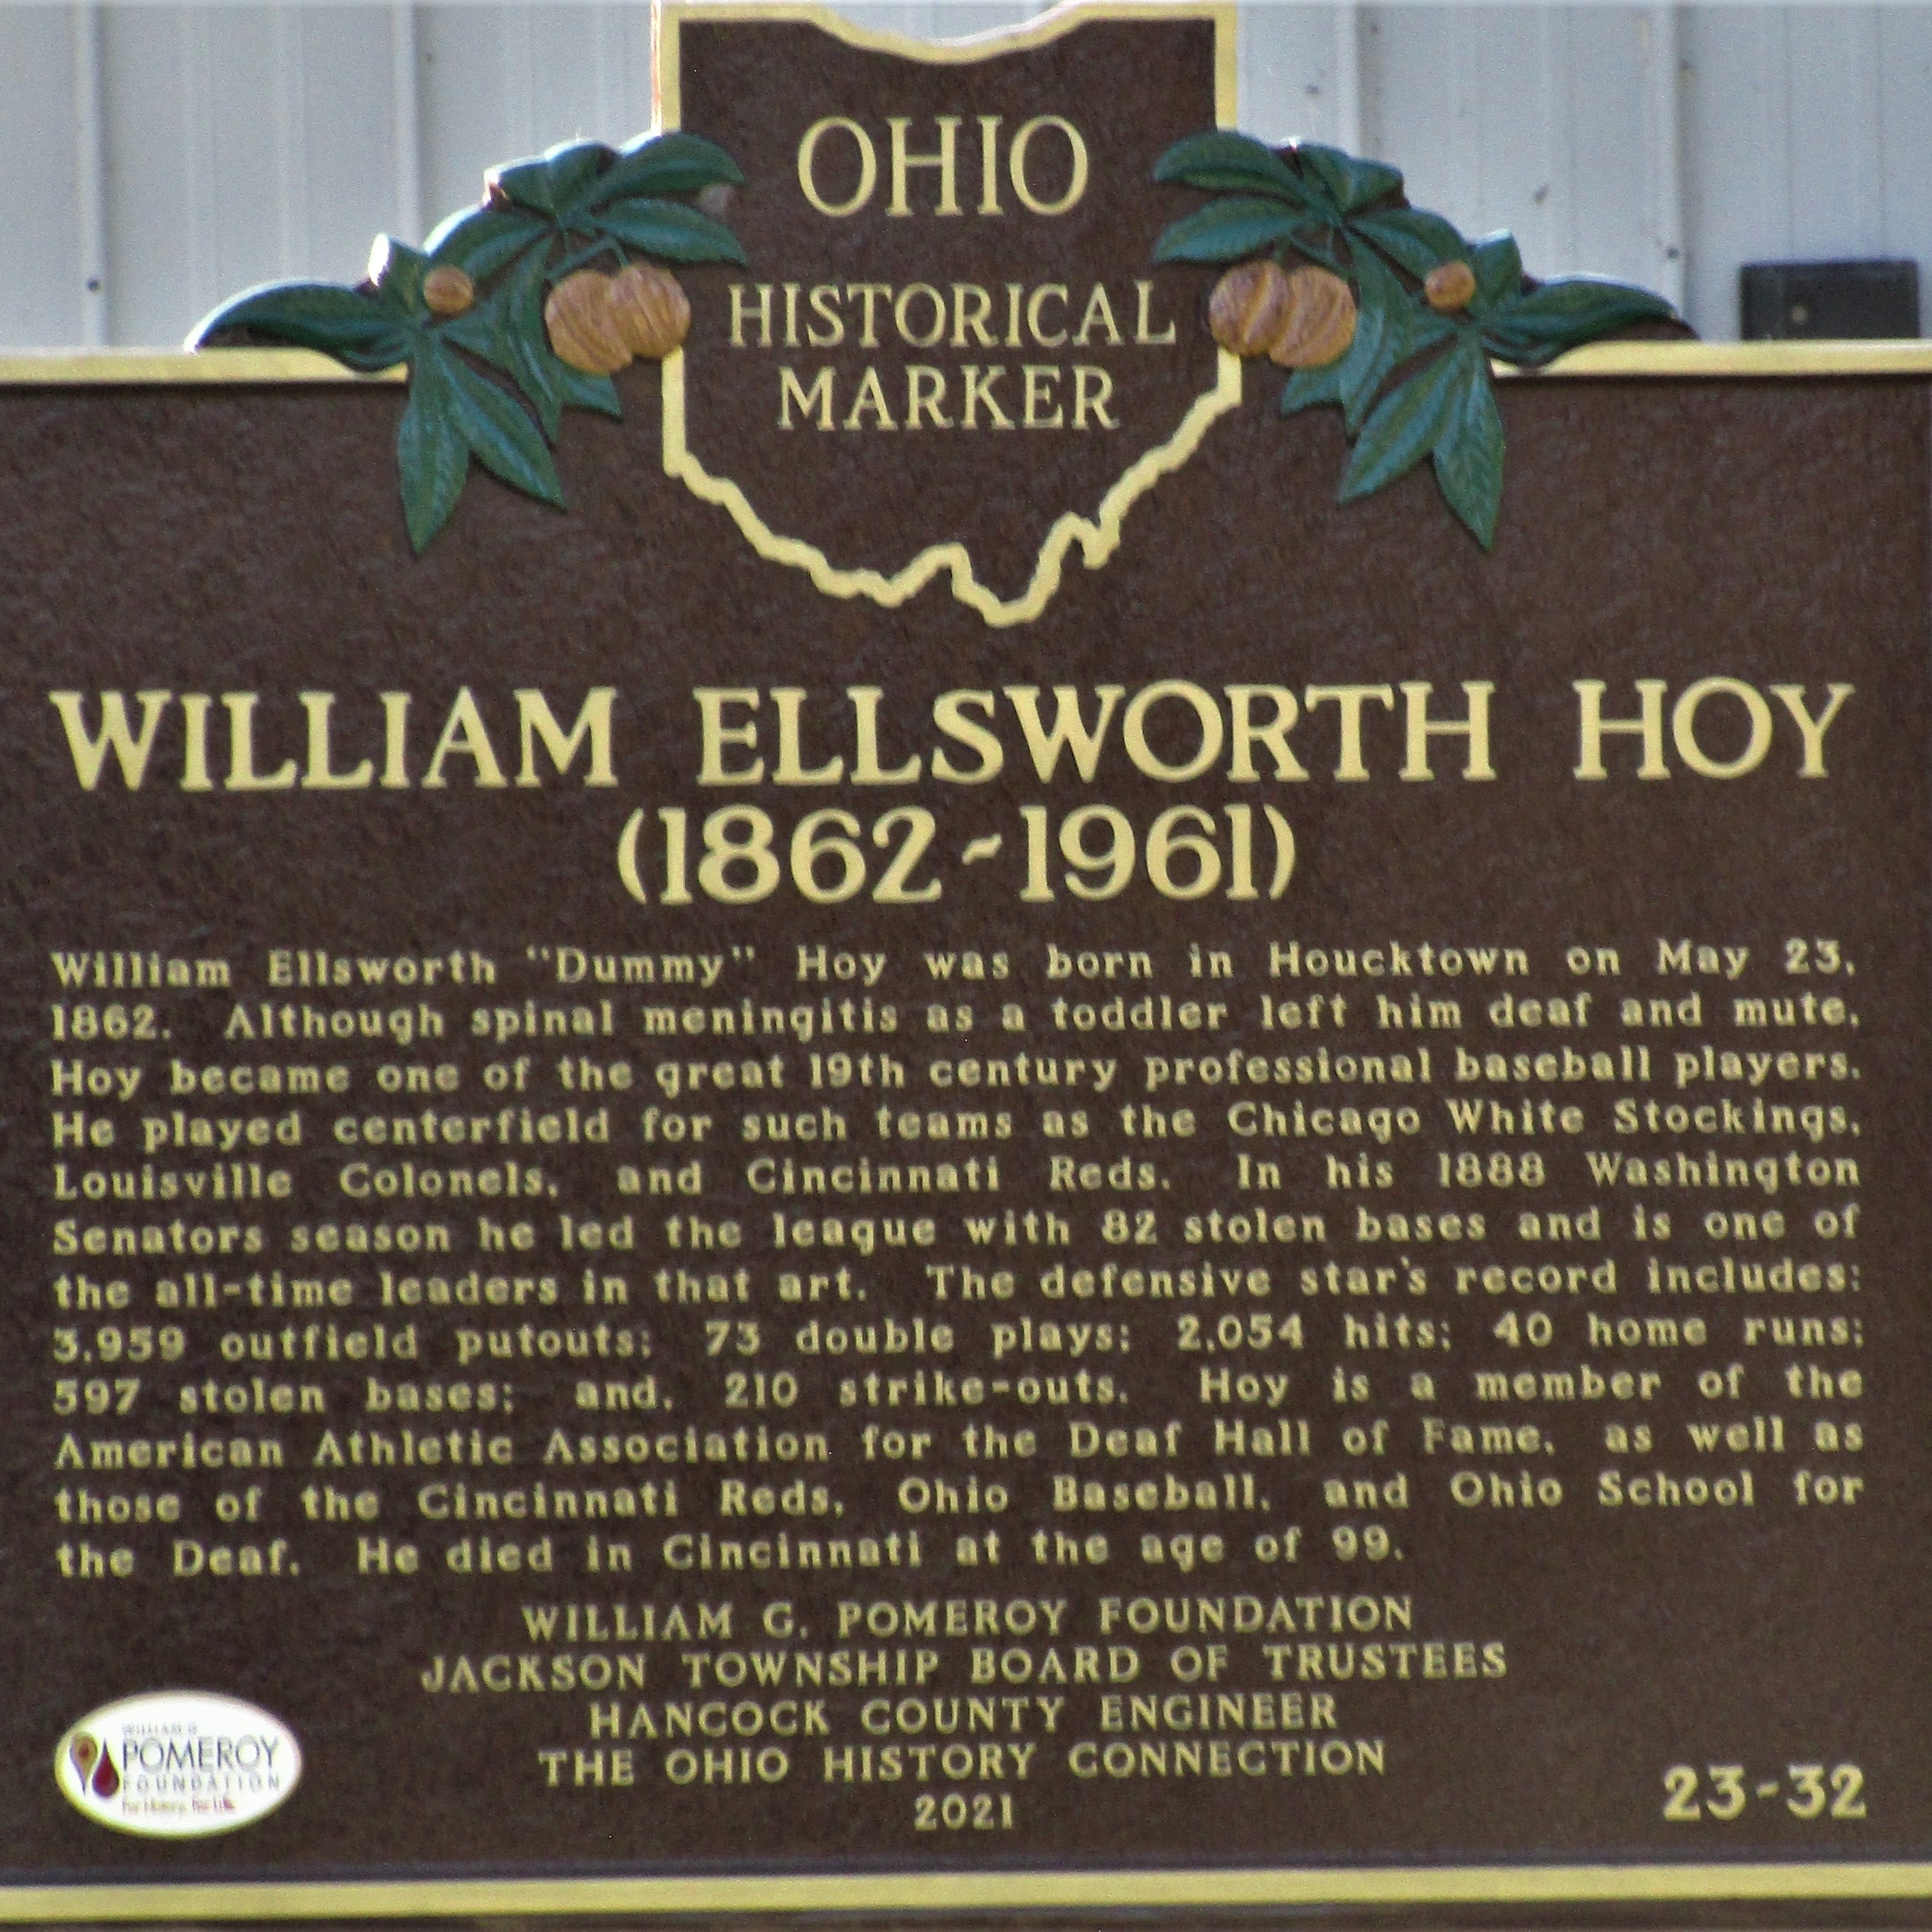 OHIO
HISTORICAL
MARKER
WILLIAM ELLSWORTH HOY
(1862-1961)
William Ellsworth "Dummy" Hoy was born in Houcktown on May 23,
1862. Although spinal meningitis as a toddler left him deaf and mute,
Hoy became one of the great 19th century professional baseball players.
He played centerfield for such teams as the Chicago White Stockings,
Louisville Colonels, and Cincinnati Reds. In his 1888 Washington
Senators season he led the league with 82 stolen bases and is one of
the all-time leaders in that art. The defensive star's record includes:
3,959 outfield putouts; 73 double plays; 2,054 hits; 40 home runs;
597 stolen bases; and, 210 strike-outs. Hoy is a member of the
American Athletic Association for the Deaf Hall of Fame, as well as
those of the Cincinnati Reds, Ohio Baseball, and Ohio School for
the Deaf. He died in Cincinnati at the age of 99.
WILLIAM G. POMEROY FOUNDATION
JACKSON TOWNSHIP BOARD OF TRUSTEES
HANCOCK COUNTY ENGINEER
THE OHIO HISTORY CONNECTION
2021
WILLIAM G.
POMEROY
FOUNDATION
For History. For Life.
23-32